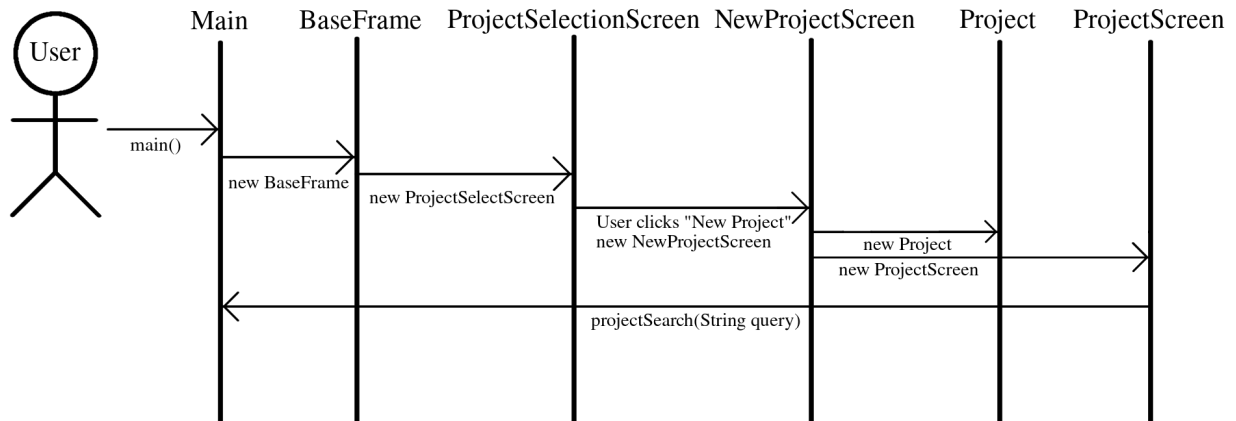 Main
BaseFrame
ProjectSelectionScreen
NewProjectScreen
Project
ProjectScreen
User
main()
new BaseFrame
new ProjectSelectScreen
User clicks "New Project"
new NewProjectScreen
new Project
new ProjectScreen
projectSearch(String query)